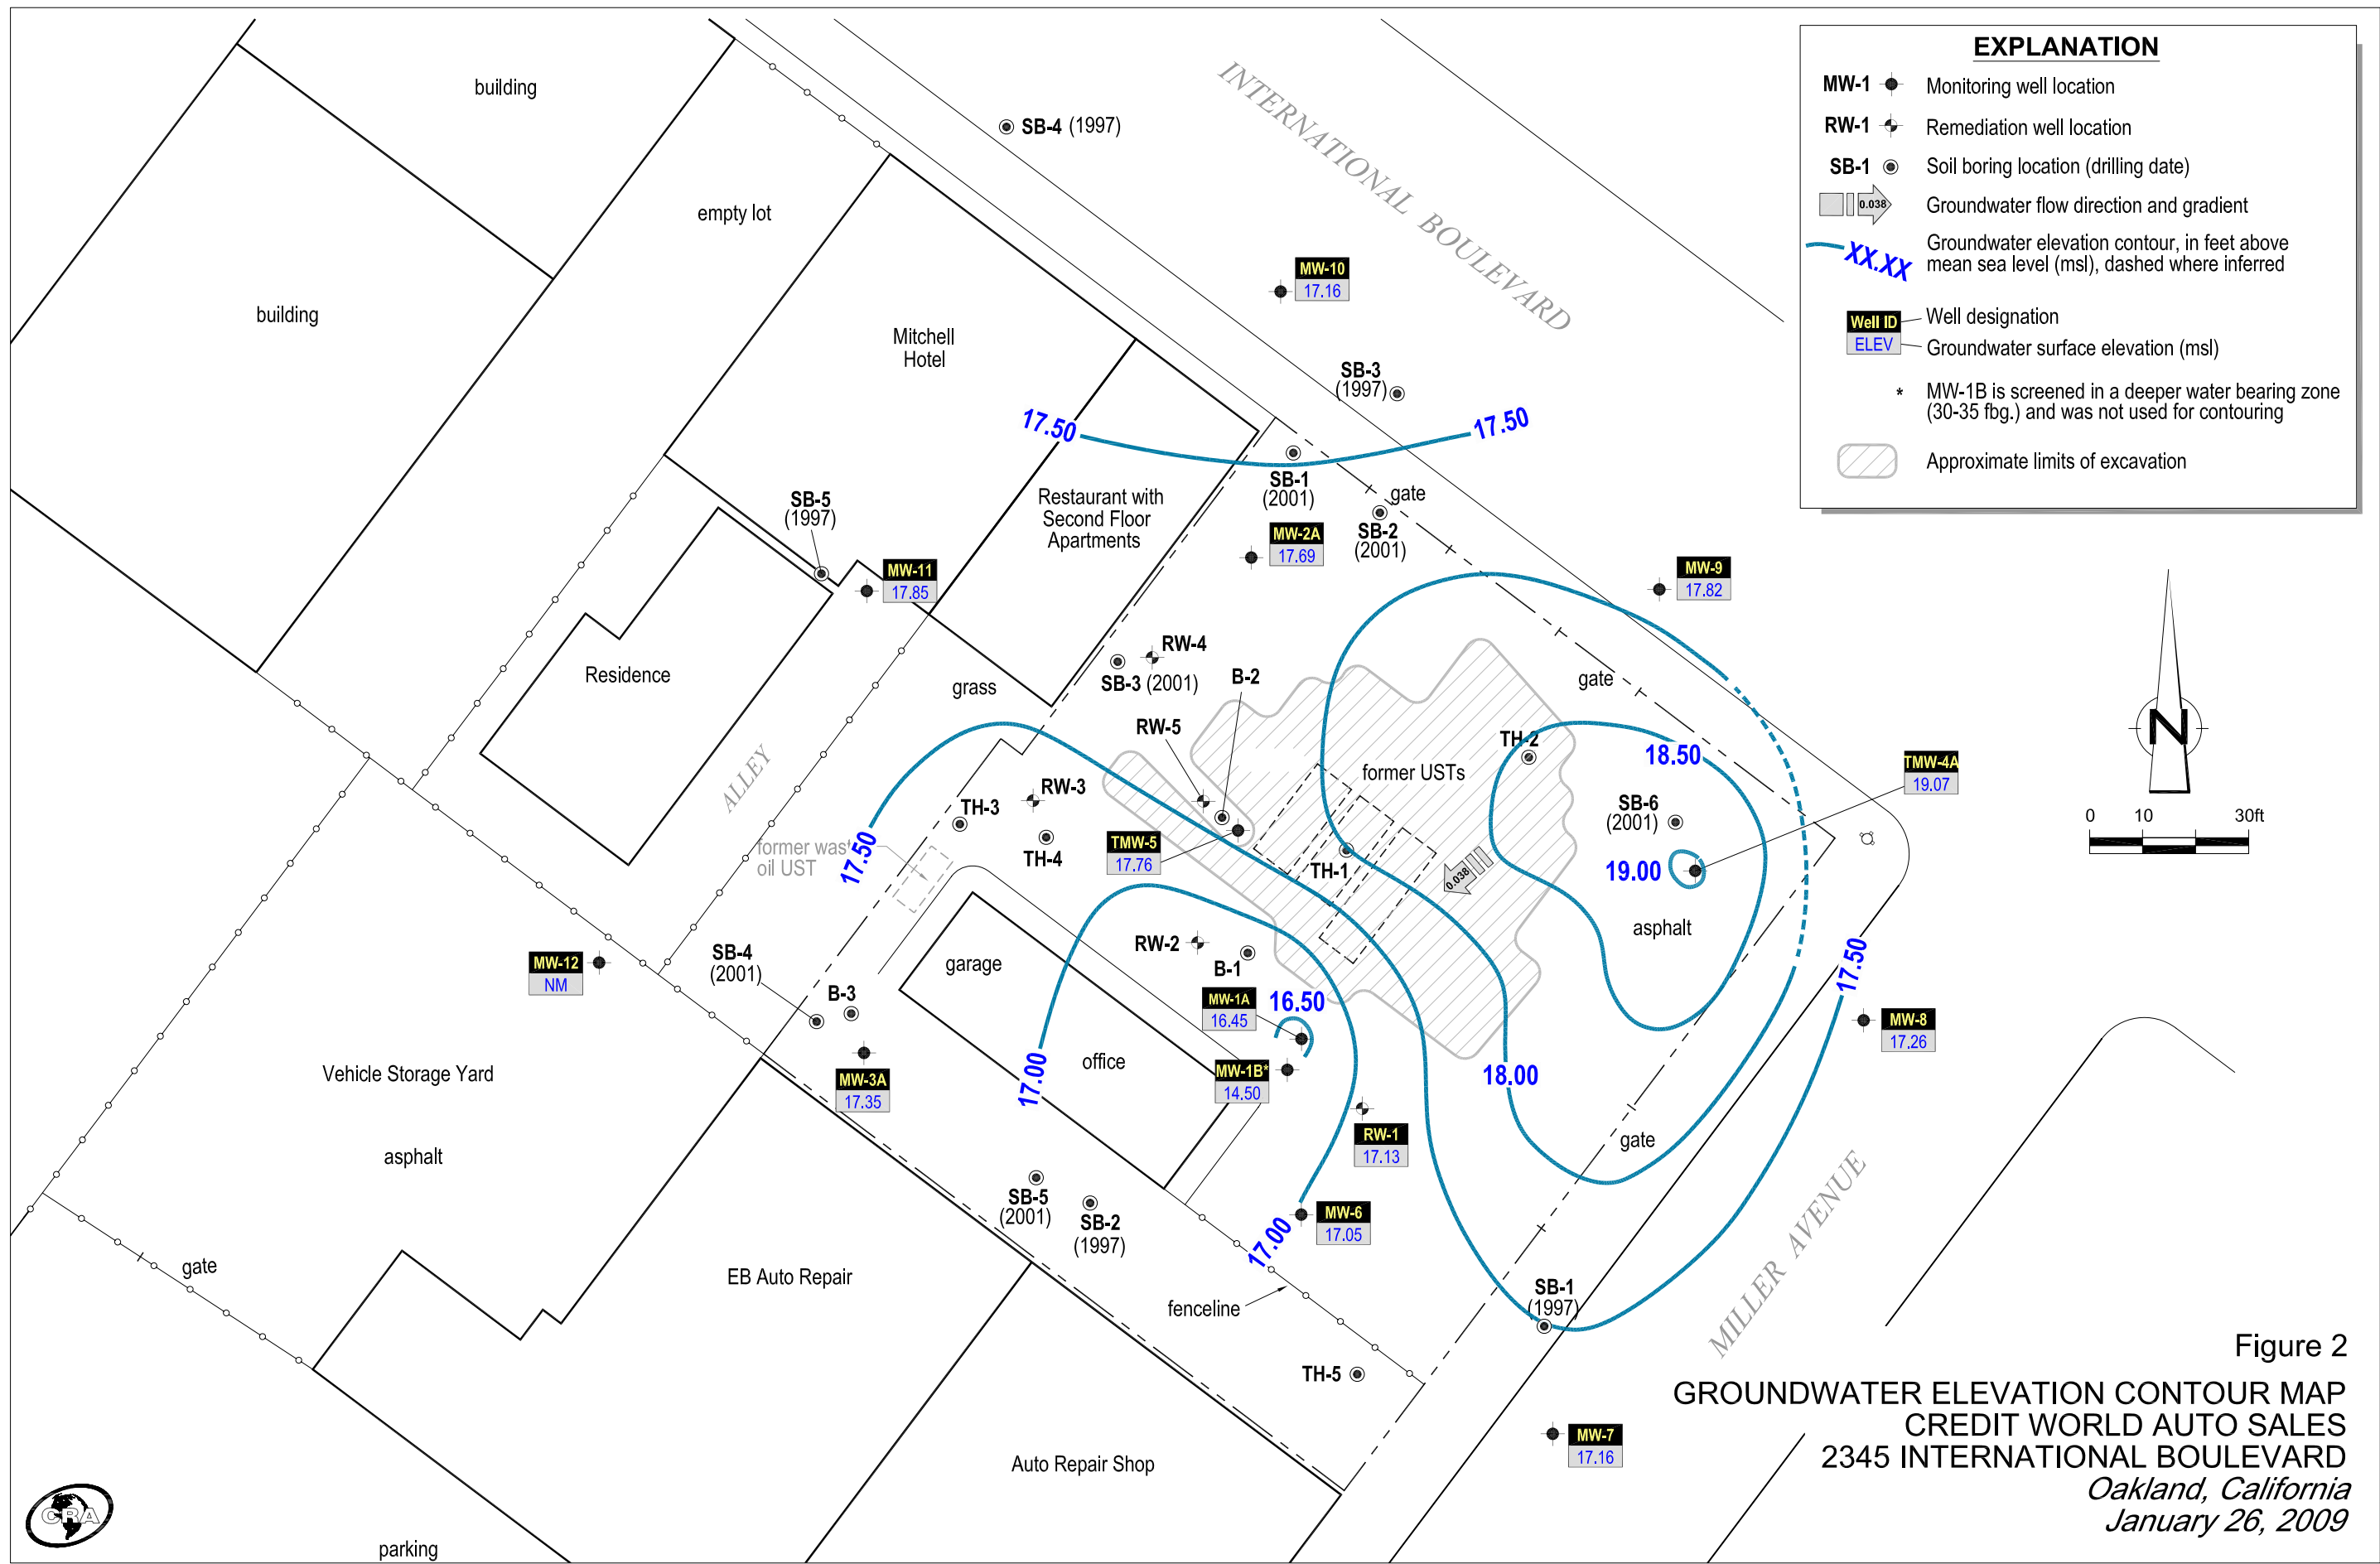 building
SB-4 (1997)
INTERNATIONAL BOULEVARD
EXPLANATION
MW-1 Monitoring well location
RW-1 Remediation well location
SB-1 Soil boring location (drilling date)
0.038 Groundwater flow direction and gradient
XX.XX Groundwater elevation contour, in feet above
mean sea level (msl), dashed where inferred
Well ID Well designation
ELEV Groundwater surface elevation (msl)
* MW-1B is screened in a deeper water bearing zone
(30-35 fbg.) and was not used for contouring
Approximate limits of excavation
empty lot
building
Mitchell
Hotel
MW-10
17.16
SB-3
(1997)
17.50
17.50
SB-1
(2001)
gate
SB-2
(2001)
Restaurant with
Second Floor
Apartments
SB-5
(1997)
MW-2A
17.69
MW-11
17.85
MW-9
17.82
Residence
grass
RW-4
SB-3 (2001)
B-2
RW-5
gate
N
0 10 30ft
TH-2
18.50
former USTs
TMW-4A
19.07
ALLEY
RW-3
TH-3
TH-4
SB-6
(2001)
TMW-5
17.76
former wast
oil UST
17.50
TH-1
0.038
19.00
asphalt
RW-2
B-1
garage
SB-4
(2001)
MW-12
NM
B-3
MW-1A
16.45
16.50
17.50
MW-8
17.26
office
17.00
MW-1B*
14.50
18.00
MW-3A
17.35
Vehicle Storage Yard
asphalt
RW-1
17.13
gate
MILLER AVENUE
SB-5
(2001)
SB-2
(1997)
MW-6
17.05
17.00
gate
EB Auto Repair
fenceline
SB-1
(1997)
TH-5
MW-7
17.16
Auto Repair Shop
parking
CRA
Figure 2
GROUNDWATER ELEVATION CONTOUR MAP
CREDIT WORLD AUTO SALES
2345 INTERNATIONAL BOULEVARD
Oakland, California
January 26, 2009